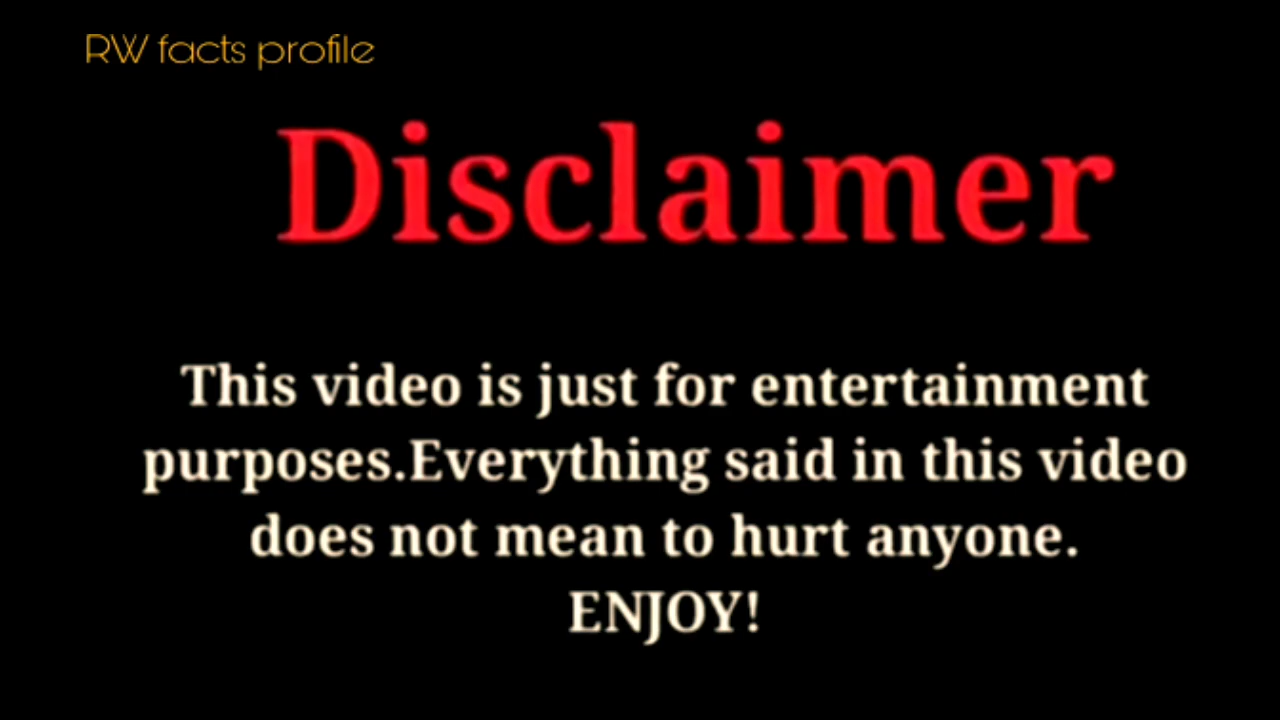 RW facts profile
Disclaimer
This video is just for entertainment
purposes.Everything said in this video
does not mean to hurt anyone.
ENJOY!